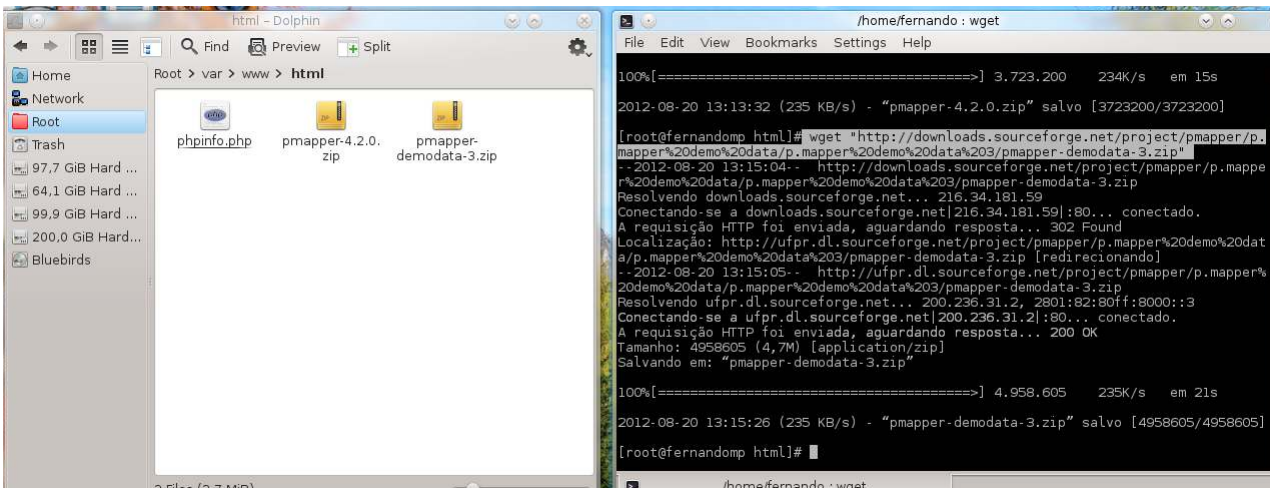 html – Dolphin
Find
Preview
Split
Home
Network
Root
Trash
97,7 GiB Hard ...
64,1 GiB Hard ...
99,9 GiB Hard ...
200,0 GiB Hard...
Bluebirds
Root > var > www > html
phpinfo.php
pmapper-4.2.0.
zip
pmapper-
demodata-3.zip
/home/fernando : wget
File Edit View Bookmarks Settings Help
100%[======================================>] 3.723.200 234K/s em 15s
2012-08-20 13:13:32 (235 KB/s) - “pmapper-4.2.0.zip” salvo [3723200/3723200]
[root@fernandomp html]# wget "http://downloads.sourceforge.net/project/pmapper/p.
mapper%20demo%20data/p.mapper%20demo%20data%203/pmapper-demodata-3.zip"
--2012-08-20 13:15:04-- http://downloads.sourceforge.net/project/pmapper/p.mappe
r%20demo%20data/p.mapper%20demo%20data%203/pmapper-demodata-3.zip
Resolvendo downloads.sourceforge.net... 216.34.181.59
Conectando-se a downloads.sourceforge.net|216.34.181.59|:80... conectado.
A requisição HTTP foi enviada, aguardando resposta... 302 Found
Localização: http://ufpr.dl.sourceforge.net/project/pmapper/p.mapper%20demo%20dat
a/p.mapper%20demo%20data%203/pmapper-demodata-3.zip [redirecionando]
--2012-08-20 13:15:05-- http://ufpr.dl.sourceforge.net/project/pmapper/p.mapper%
20demo%20data/p.mapper%20demo%20data%203/pmapper-demodata-3.zip
Resolvendo ufpr.dl.sourceforge.net... 200.236.31.2, 2801:82:80ff:8000::3
Conectando-se a ufpr.dl.sourceforge.net|200.236.31.2|:80... conectado.
A requisição HTTP foi enviada, aguardando resposta... 200 OK
Tamanho: 4958605 (4,7M) [application/zip]
Salvando em: “pmapper-demodata-3.zip”
100%[======================================>] 4.958.605 235K/s em 21s
2012-08-20 13:15:26 (235 KB/s) - “pmapper-demodata-3.zip” salvo [4958605/4958605]
[root@fernandomp html]#
/home/fernando : wget